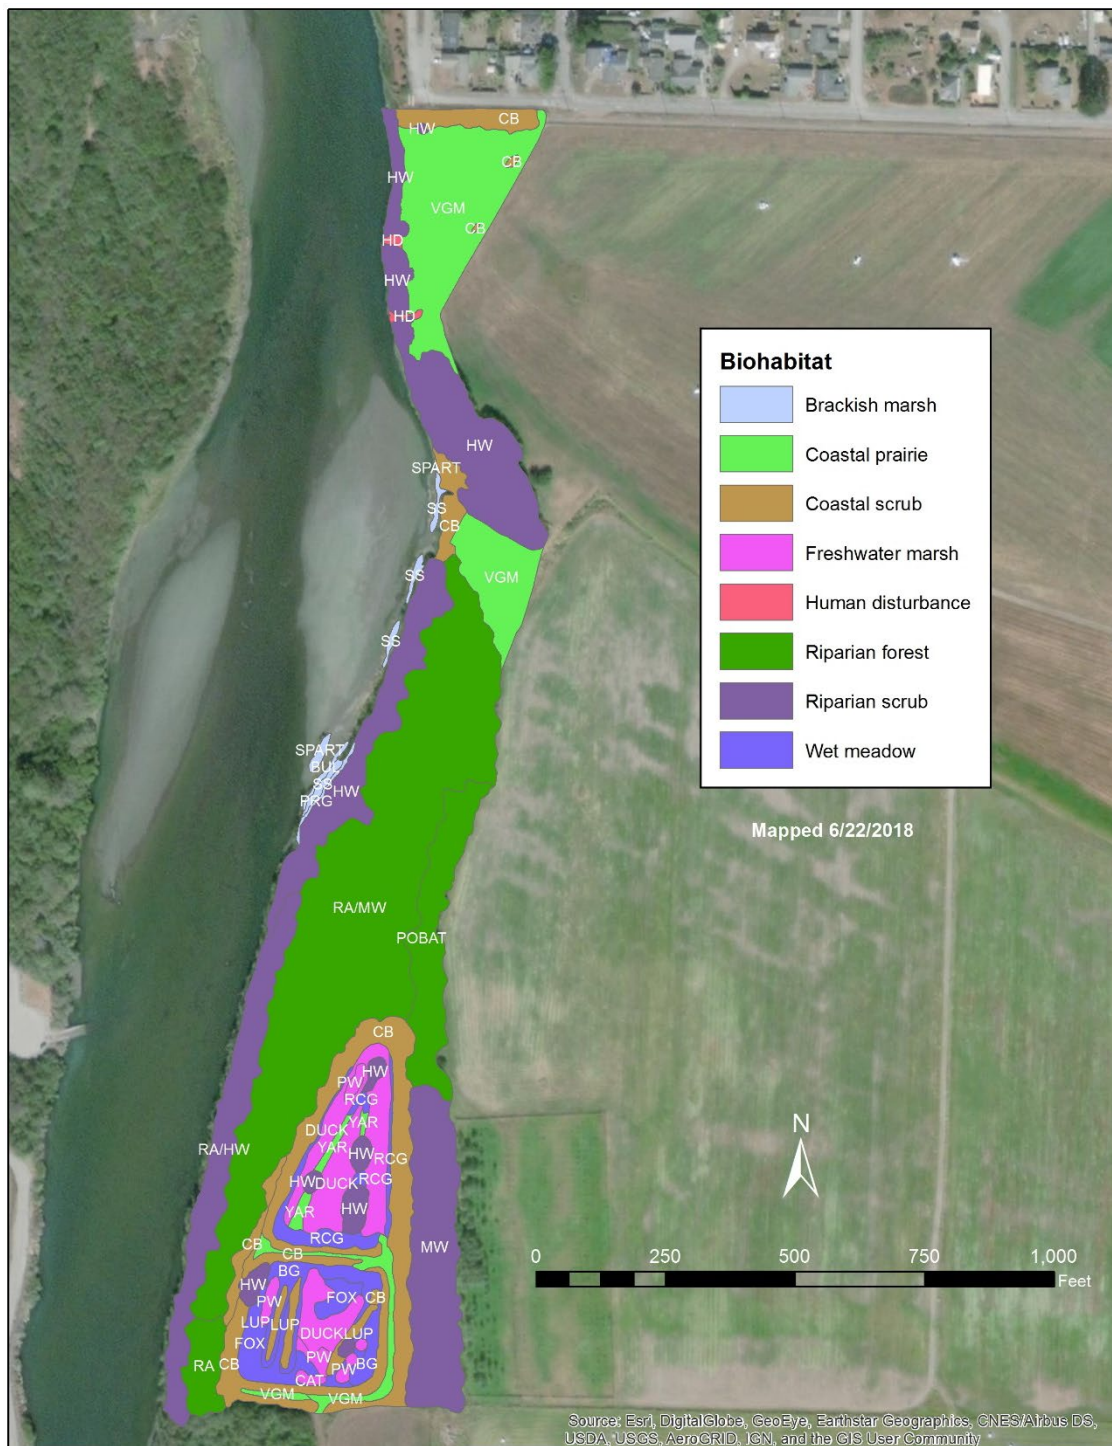 CB
HW
CB
HW
VGM
CB
HD
HW
HD
Biohabitat
Brackish marsh
Coastal prairie
Coastal scrub
Freshwater marsh
Human disturbance
Riparian forest
Riparian scrub
Wet meadow
HW
SPART
SS
CB
SS
VGM
SS
SPART
BUL
SS
HW
PRG
Mapped 6/22/2018
RA/MW
POBAT
CB
HW
PW
RCG
YAR
DUCK
YAR
RA/HW
HW
RCG
HW
DUCK
RCG
YAR
HW
N
RCG
CB
CB
MW
BG
HW
PW
FOX
CB
LUP
LUP
FOX
DUCK
LUP
PW
RA
CB
PW
BG
CAT
VGM
VGM
0 250 500 750 1,000
Feet
Source: Esri, DigitalGlobe, GeoEye, Earthstar Geographics, CNES/Airbus DS,
USDA, USGS, AeroGRID, IGN, and the GIS User Community